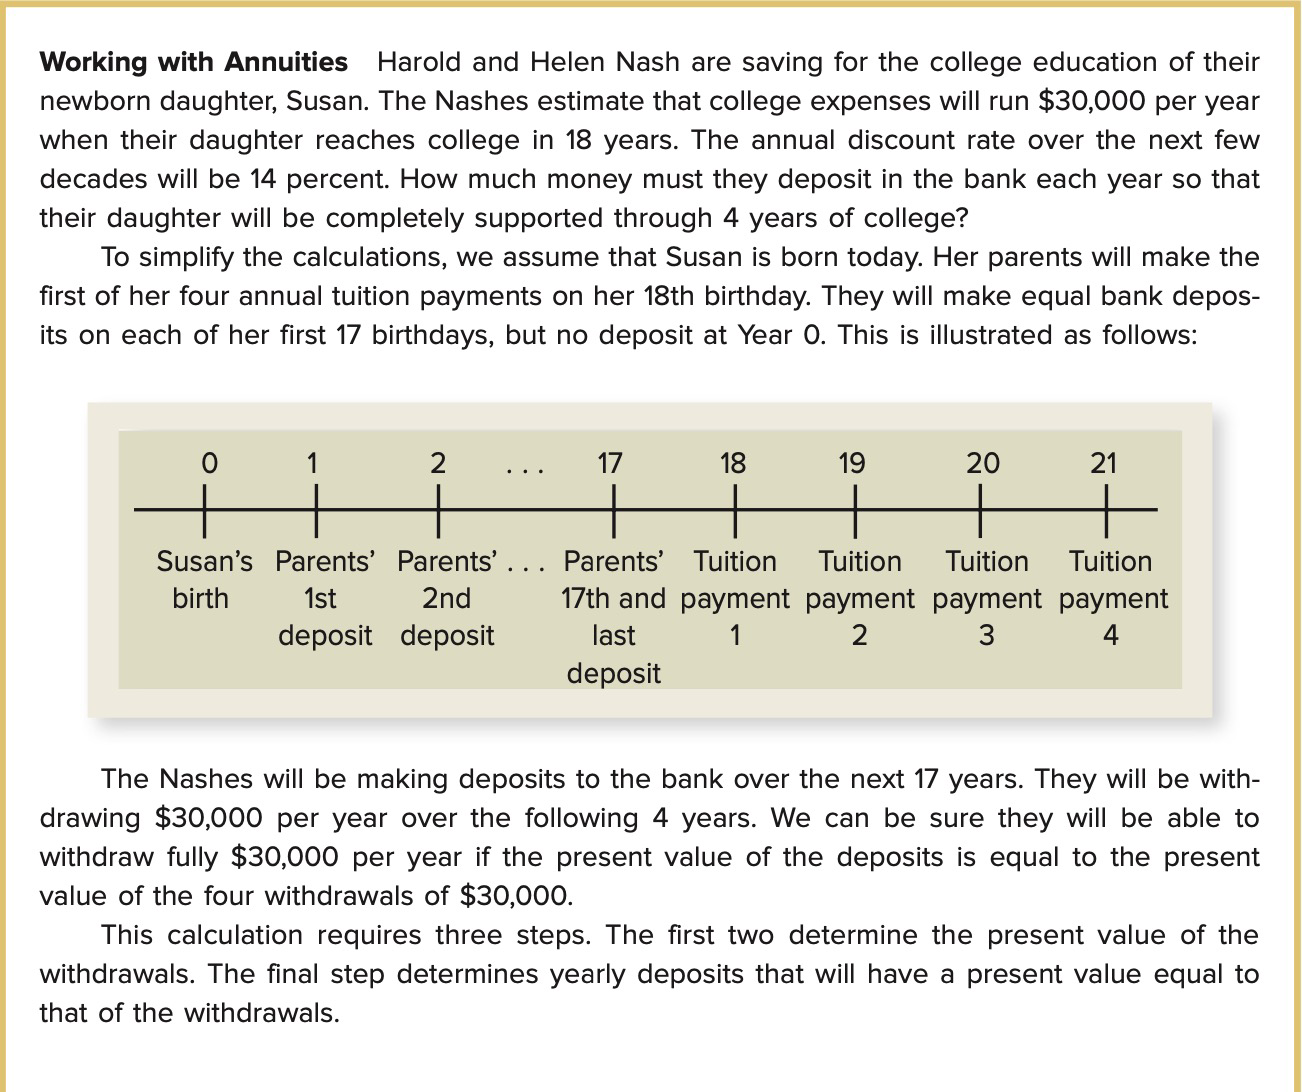 Working with Annuities Harold and Helen Nash are saving for the college education of their
newborn daughter, Susan. The Nashes estimate that college expenses will run $30,000 per year
when their daughter reaches college in 18 years. The annual discount rate over the next few
decades will be 14 percent. How much money must they deposit in the bank each year so that
their daughter will be completely supported through 4 years of college?
To simplify the calculations, we assume that Susan is born today. Her parents will make the
first of her four annual tuition payments on her 18th birthday. They will make equal bank depos-
its on each of her first 17 birthdays, but no deposit at Year 0. This is illustrated as follows:
0 1 2 . . . 17 18 19 20 21
Susan’s Parents’ Parents’ . . . Parents’ Tuition Tuition Tuition Tuition
birth 1st 2nd 17th and payment payment payment payment
deposit deposit last 1 2 3 4
deposit
The Nashes will be making deposits to the bank over the next 17 years. They will be with-
drawing $30,000 per year over the following 4 years. We can be sure they will be able to
withdraw fully $30,000 per year if the present value of the deposits is equal to the present
value of the four withdrawals of $30,000.
This calculation requires three steps. The first two determine the present value of the
withdrawals. The final step determines yearly deposits that will have a present value equal to
that of the withdrawals.